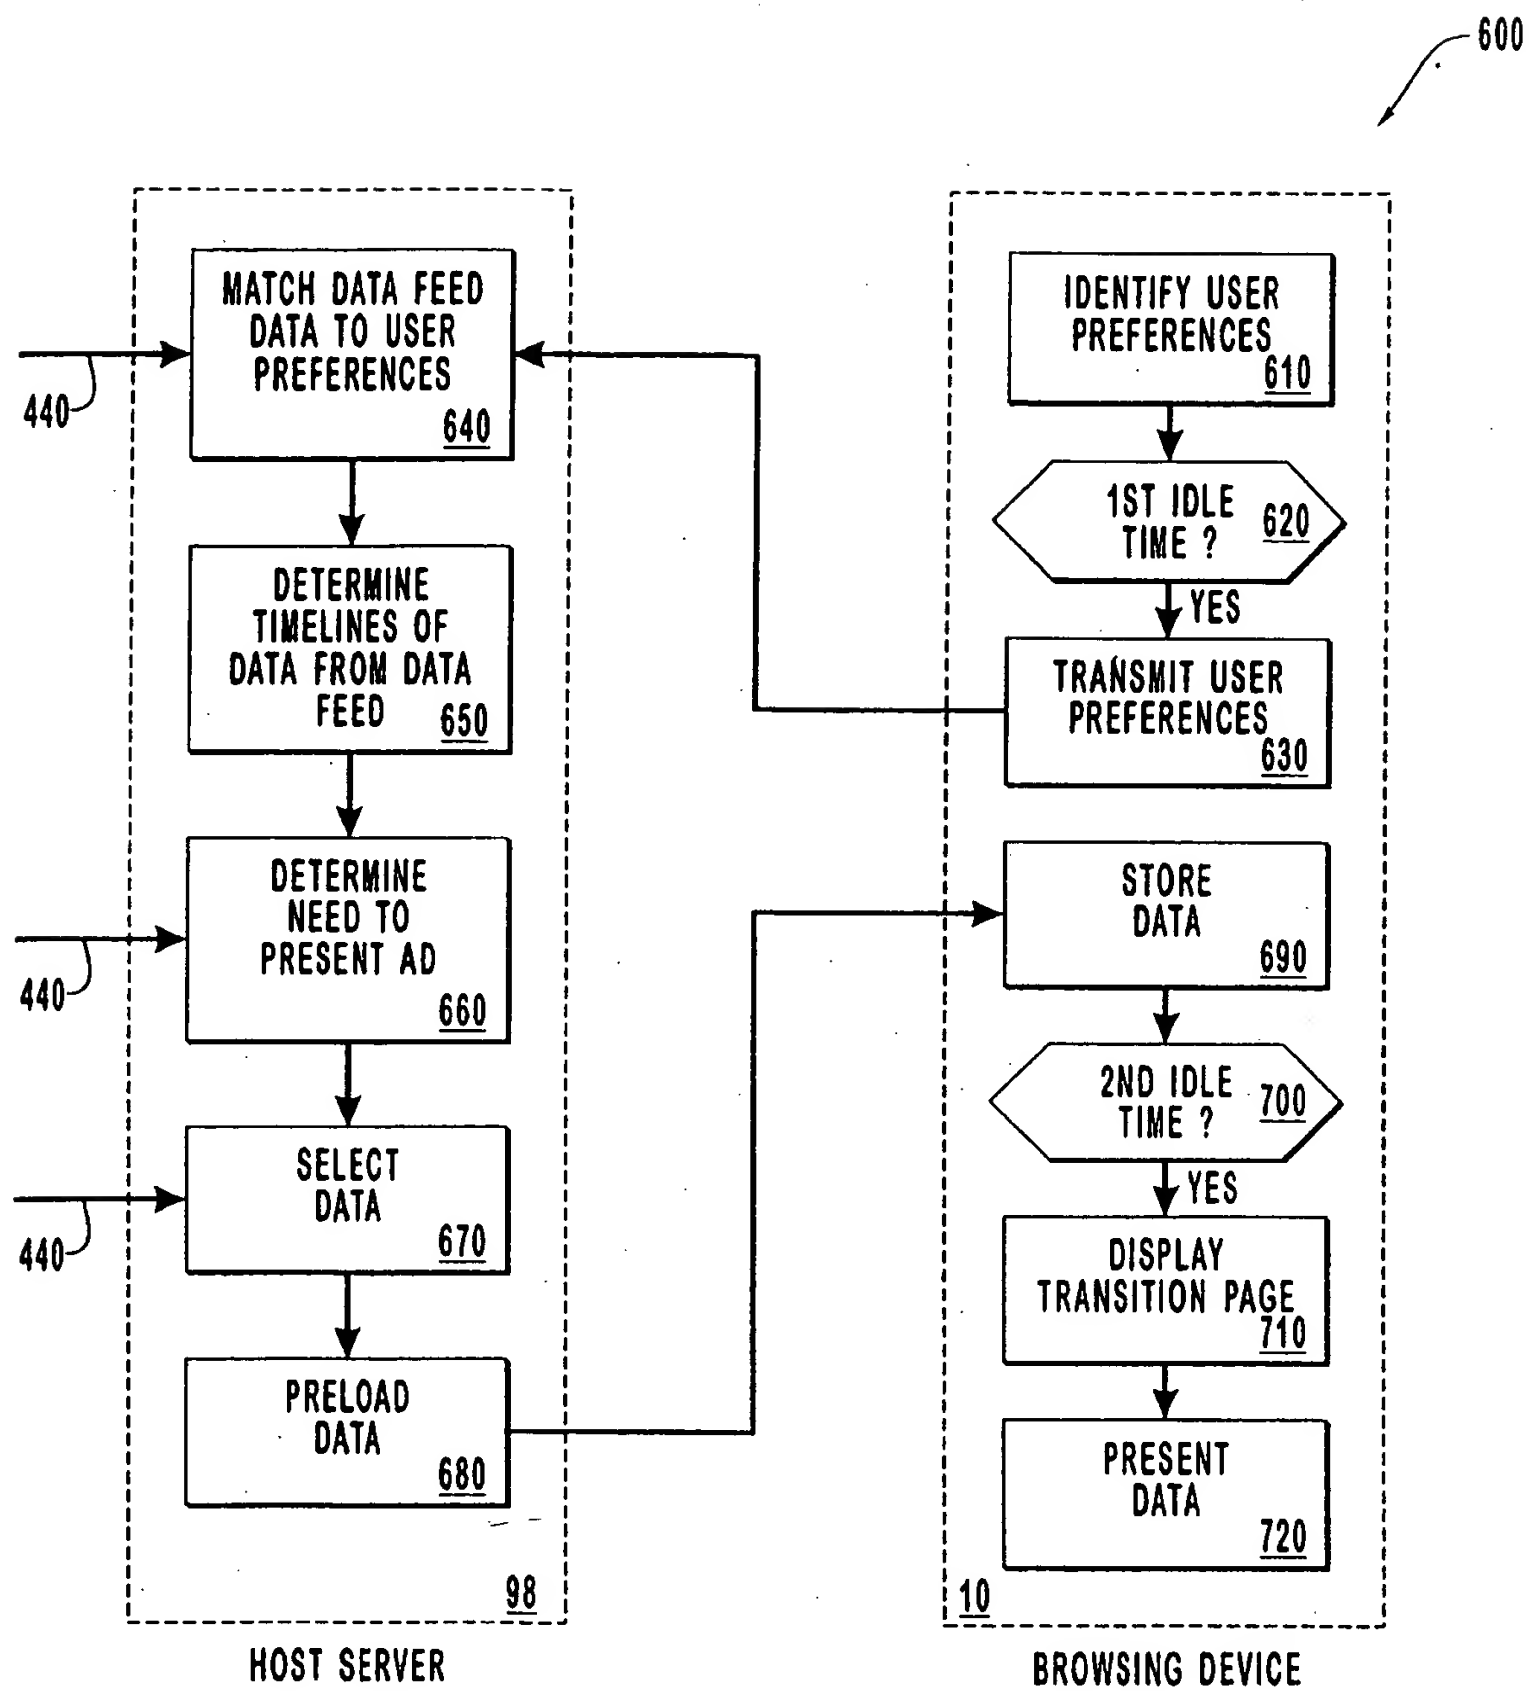 600
MATCH DATA FEED
DATA TO USER
PREFERENCES
640
440
DETERMINE
TIMELINES OF
DATA FROM DATA
FEED
650
DETERMINE
NEED TO
PRESENT AD
660
440
SELECT
DATA
670
440
PRELOAD
DATA
680
98
HOST SERVER
IDENTIFY USER
PREFERENCES
610
1ST IDLE
TIME ?
620
YES
TRANSMIT USER
PREFERENCES
630
STORE
DATA
690
2ND IDLE
TIME ?
700
YES
DISPLAY
TRANSITION PAGE
710
PRESENT
DATA
720
10
BROWSING DEVICE